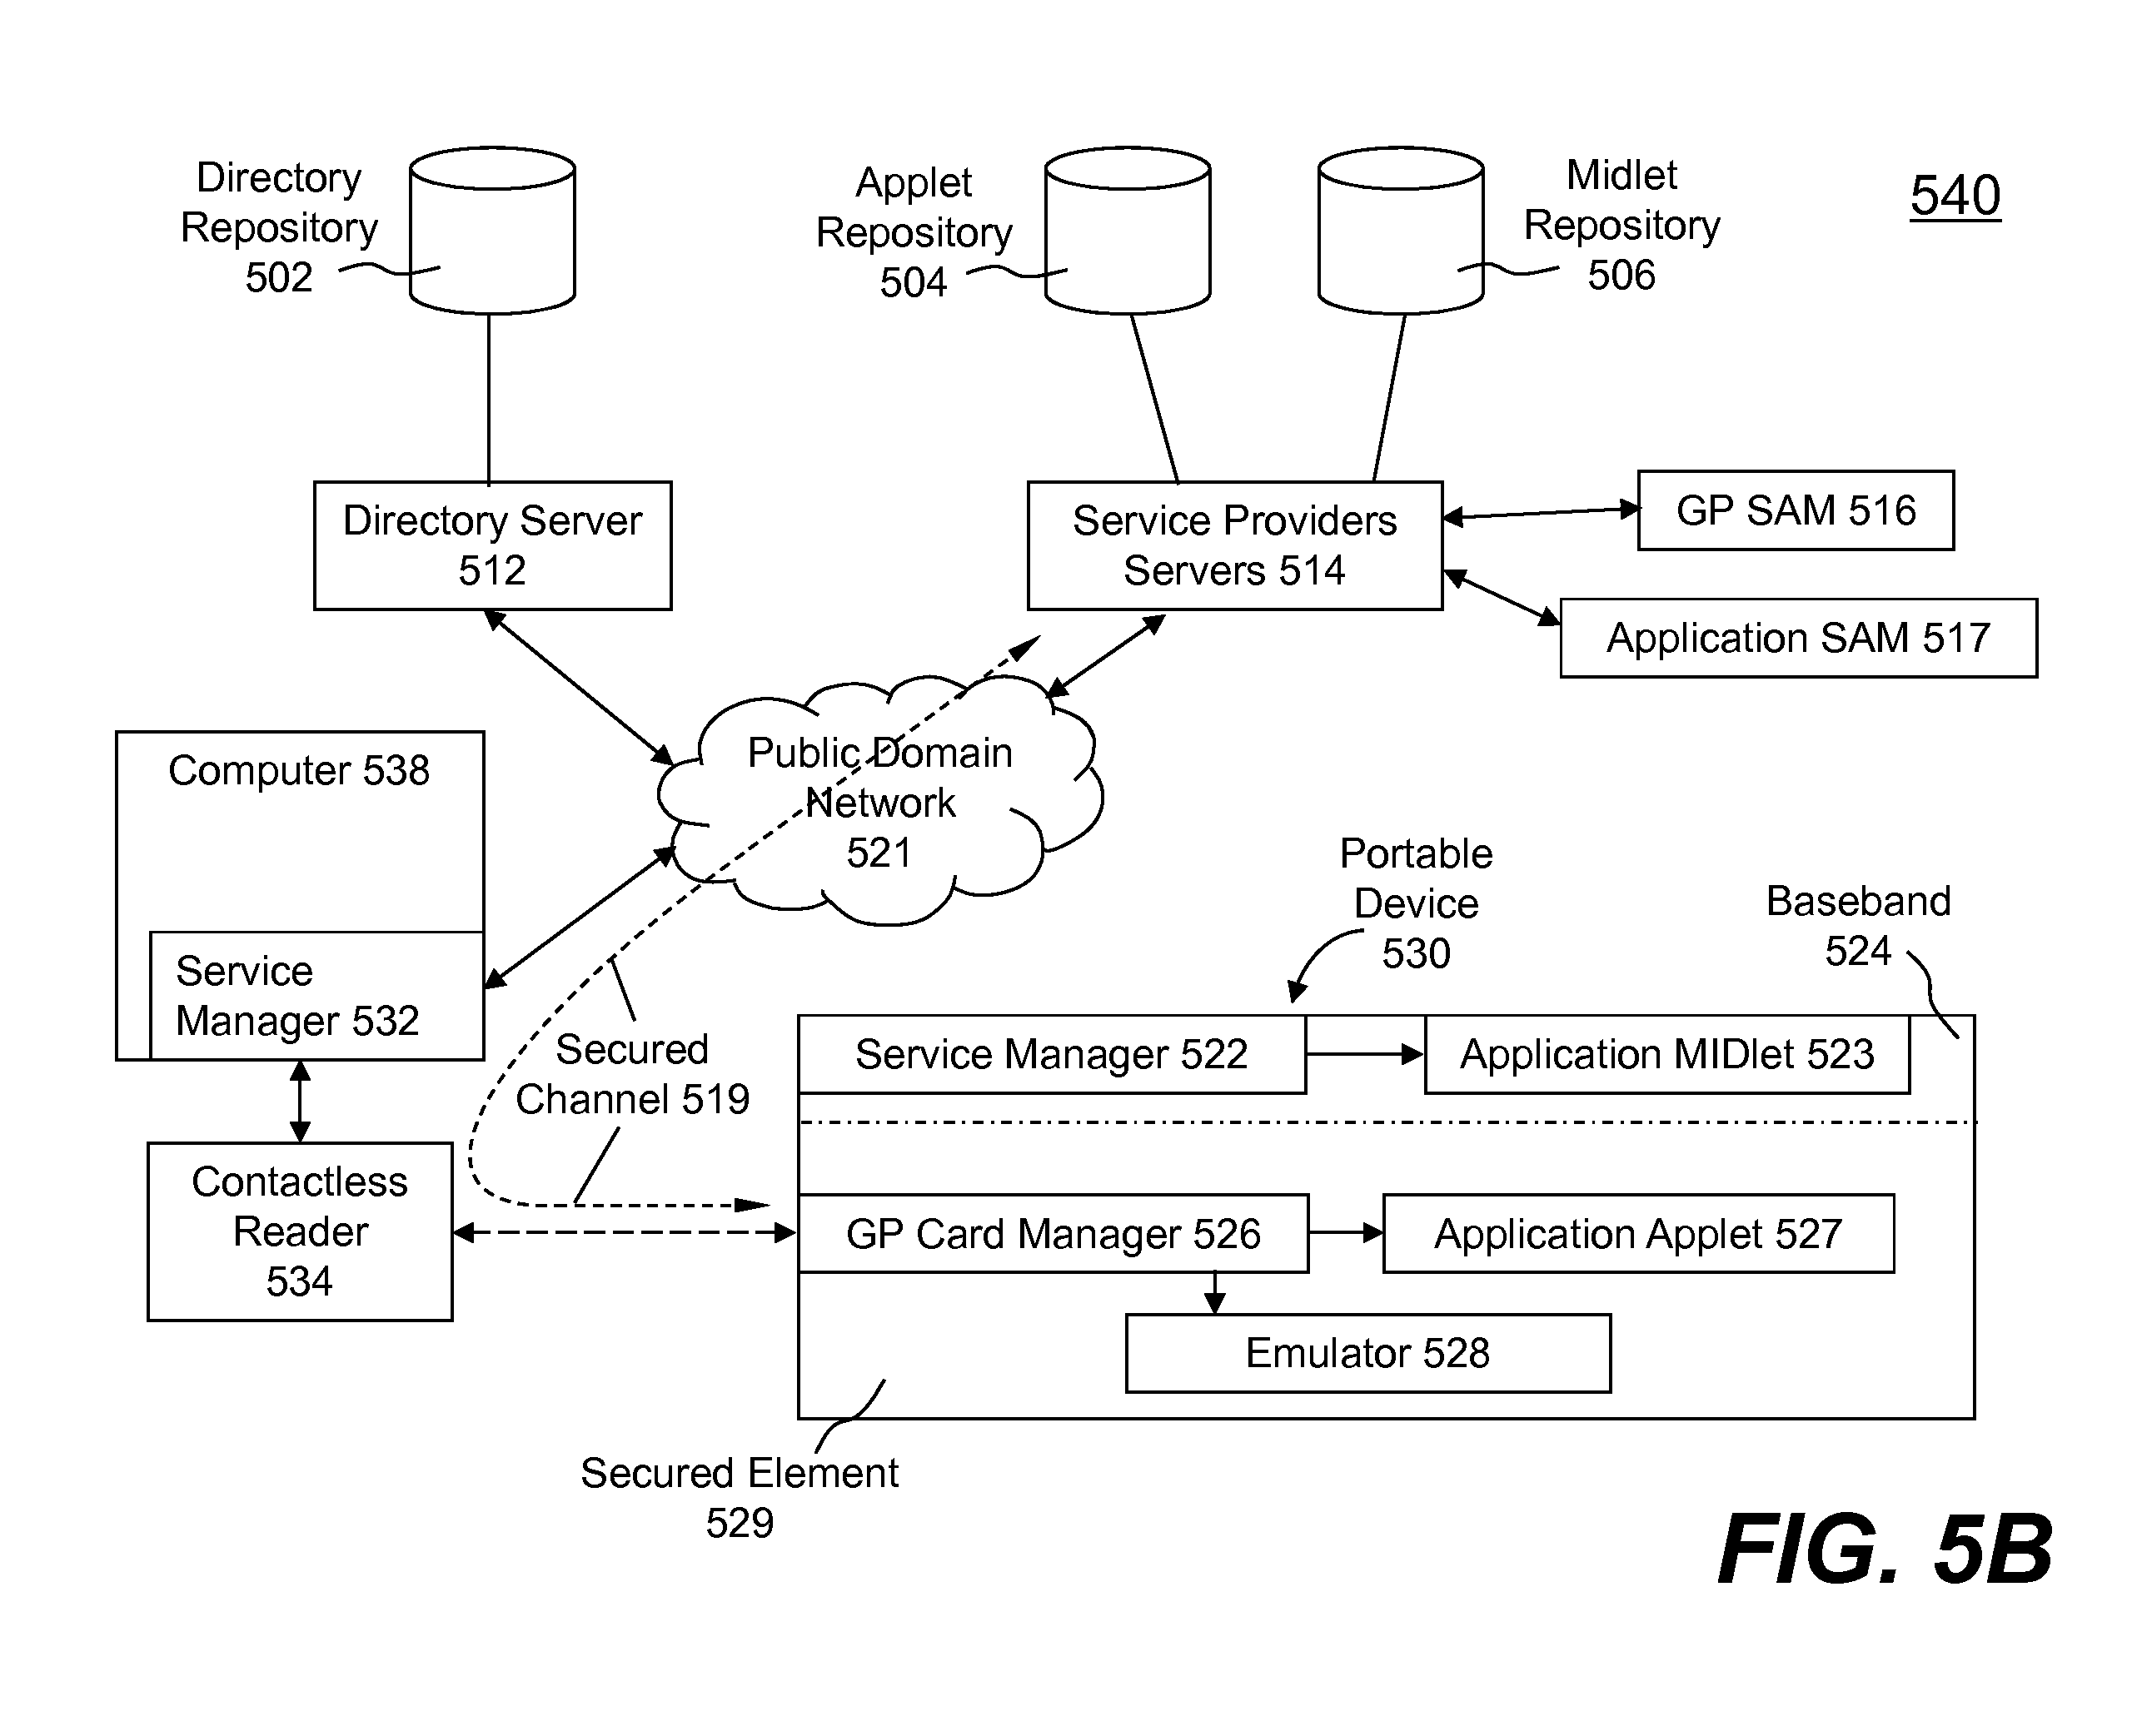 Directory
Repository
502
Applet
Repository
504
Midlet
Repository
506
540
Directory Server
512
Service Providers
Servers 514
GP SAM 516
Application SAM 517
Computer 538
Public Domain
Network
521
Service
Manager 532
Secured
Channel 519
Portable
Device
530
Baseband
524
Service Manager 522
Application MIDlet 523
Contactless
Reader
534
GP Card Manager 526
Application Applet 527
Emulator 528
Secured Element
529
FIG. 5B